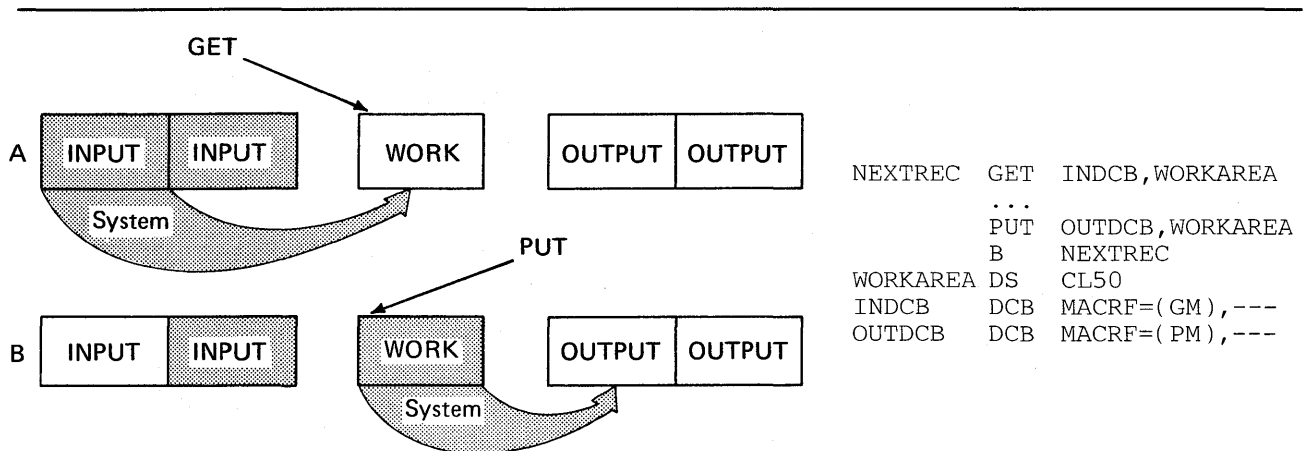 GET
A INPUT INPUT WORK OUTPUT OUTPUT
System
PUT
B INPUT INPUT WORK OUTPUT OUTPUT
System
NEXTREC GET INDCB,WORKAREA
...
PUT OUTDCB,WORKAREA
B NEXTREC
WORKAREA DS CL50
INDCB DCB MACRF=(GM),---
OUTDCB DCB MACRF=(PM),---